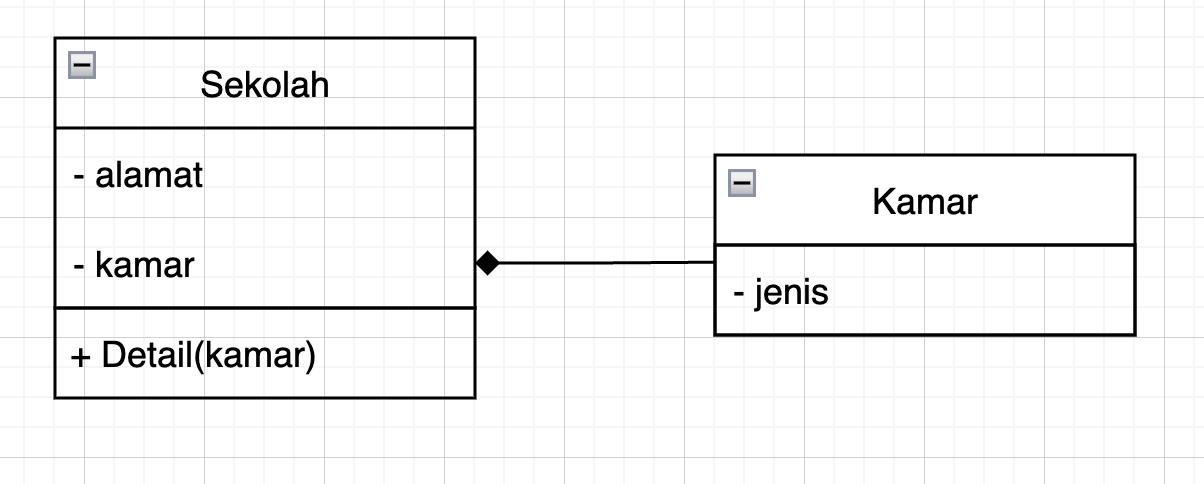 Sekolah
- alamat
- kamar
+ Detail(kamar)
Kamar
- jenis